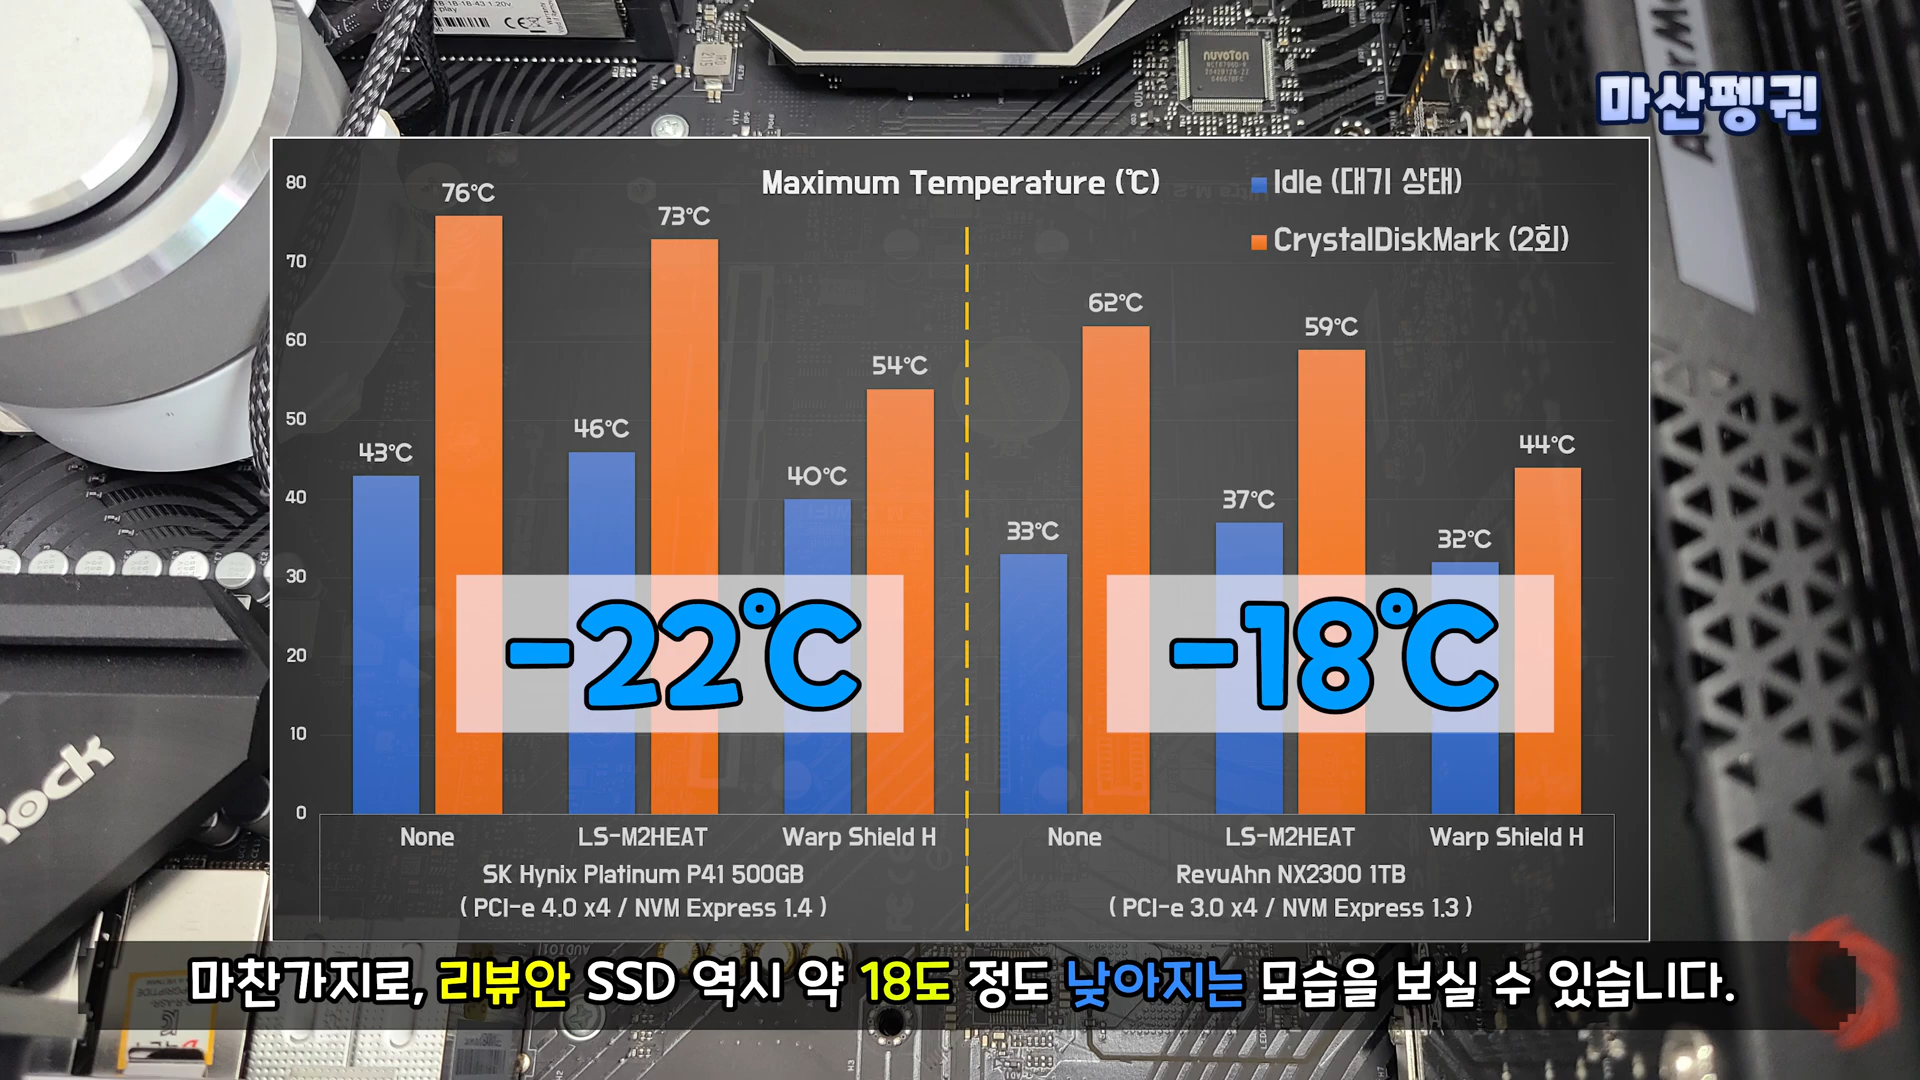 마산펭귄
Maximum Temperature (℃)
Idle (대기 상태)
CrystalDiskMark (2회)
80
70
60
50
40
30
20
10
0
43℃
76℃
46℃
73℃
40℃
54℃
33℃
62℃
37℃
59℃
32℃
44℃
-22℃
-18℃
None
LS-M2HEAT
Warp Shield H
None
LS-M2HEAT
Warp Shield H
SK Hynix Platinum P41 500GB
( PCI-e 4.0 x4 / NVM Express 1.4 )
RevuAhn NX2300 1TB
( PCI-e 3.0 x4 / NVM Express 1.3 )
마찬가지로, 리뷰안 SSD 역시 약 18도 정도 낮아지는 모습을 보실 수 있습니다.
nuvoTon
rock
AUDIO1